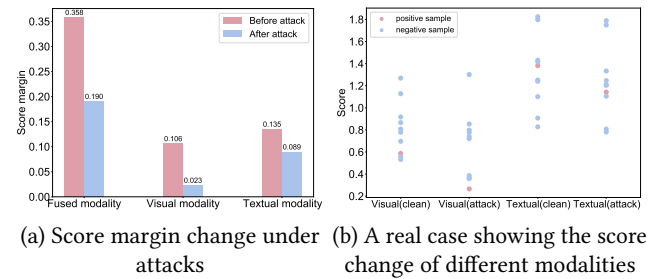 0.35
0.30
0.25
0.20
0.15
0.10
0.05
0.00
Score margin
0.358
0.190
0.106
0.023
0.135
0.089
Before attack
After attack
Fused modality Visual modality Textual modality
(a) Score margin change under
attacks
1.8
1.6
1.4
1.2
1.0
0.8
0.6
0.4
0.2
Score
positive sample
negative sample
Visual(clean) Visual(attack) Textual(clean) Textual(attack)
(b) A real case showing the score
change of different modalities